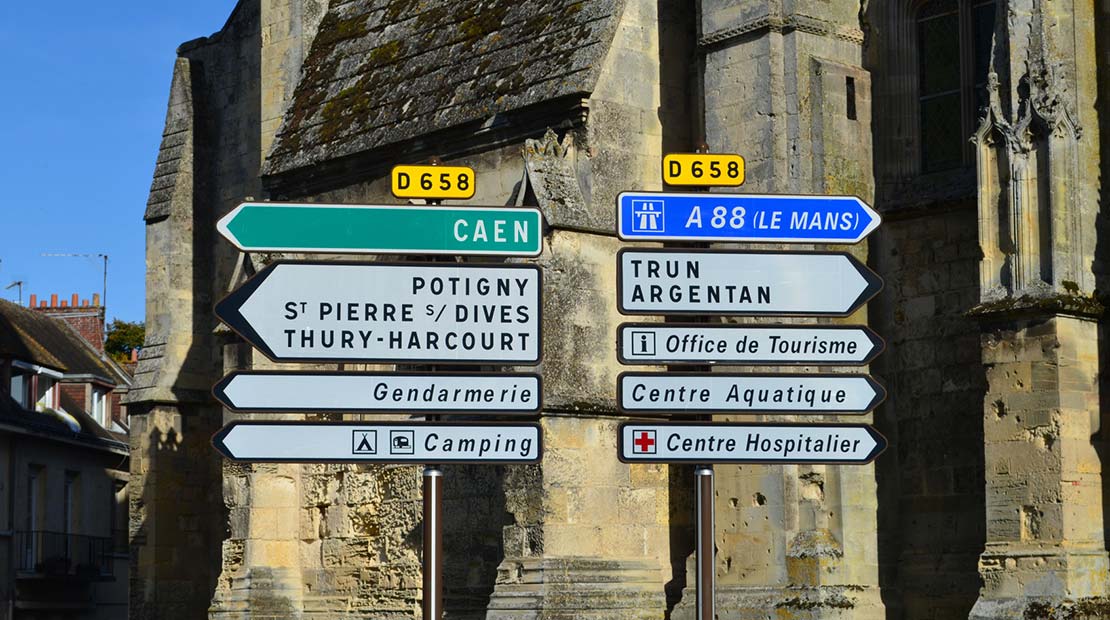 D 658
CAEN
POTIGNY
ST PIERRE S/ DIVES
THURY-HARCOURT
Gendarmerie
Camping
D 658
A 88 (LE MANS)
TRUN
ARGENTAN
i Office de Tourisme
Centre Aquatique
Centre Hospitalier